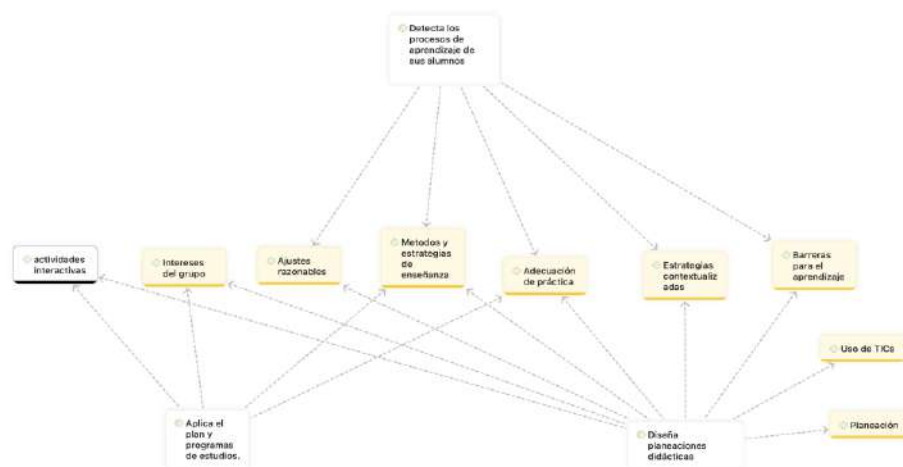 Detecta los
procesos de
aprendizaje de
sus alumnos
actividades
interactivas
Intereses
del grupo
Ajustes
razonables
Metodos y
estrategias
de
enseñanza
Adecuación
de práctica
Estrategias
contextualiz
adas
Barreras
para el
aprendizaje
Uso de TICs
Aplica el
plan y
programas
de estudios.
Diseña
planeaciones
didácticas
Planeación